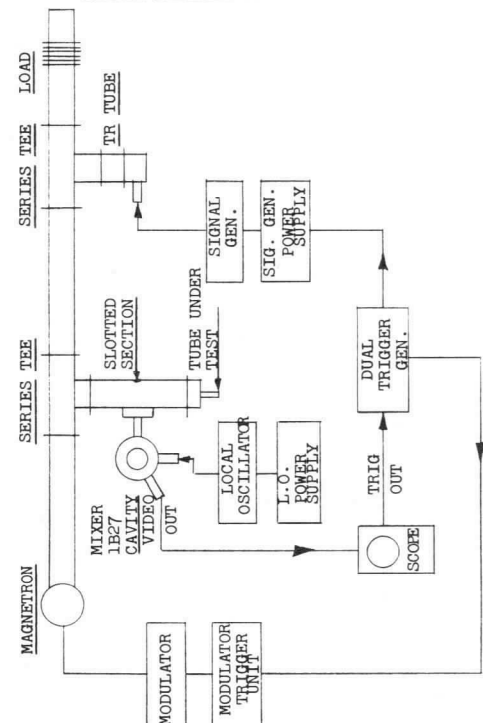 MAGNETRON
SERIES TEE
SERIES TEE
LOAD
TR TUBE
SLOTTED
SECTION
TUBE UNDER
TEST
MIXER
1B27
CAVITY
VIDEO
OUT
SIGNAL
GEN.
SIG. GEN.
POWER
SUPPLY
LOCAL
OSCILLATOR
L.O.
POWER
SUPPLY
DUAL
TRIGGER
GEN.
TRIG
OUT
SCOPE
MODULATOR
MODULATOR
TRIGGER
UNIT